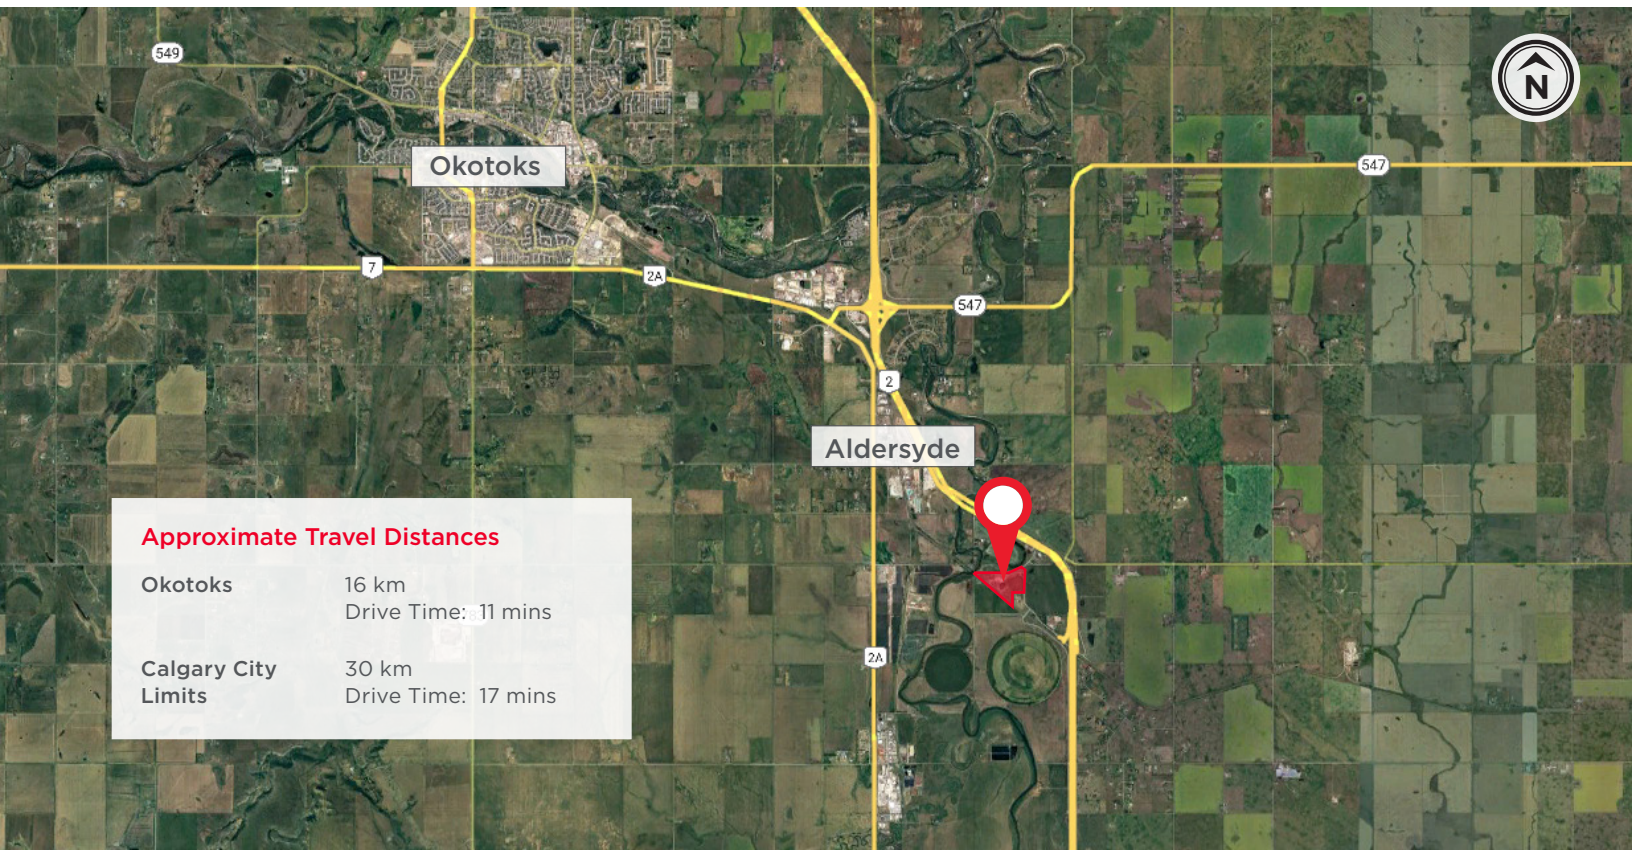 549
N
Okotoks
547
7
2A
547
2
Aldersyde
Approximate Travel Distances
Okotoks 16 km
Drive Time: 11 mins
2A
Calgary City 30 km
Limits Drive Time: 17 mins